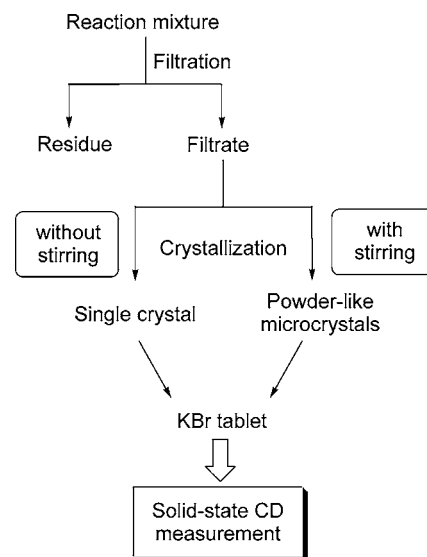 Reaction mixture
Filtration
Residue
Filtrate
without
stirring
Crystallization
with
stirring
Single crystal
Powder-like
microcrystals
KBr tablet
Solid-state CD
measurement